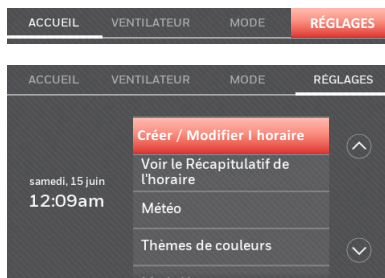 ACCUEIL VENTILATEUR MODE RÉGLAGES
ACCUEIL VENTILATEUR MODE RÉGLAGES
Créer / Modifier l horaire
Voir le Récapitulatif de
l'horaire
samedi, 15 juin
12:09am
Météo
Thèmes de couleurs